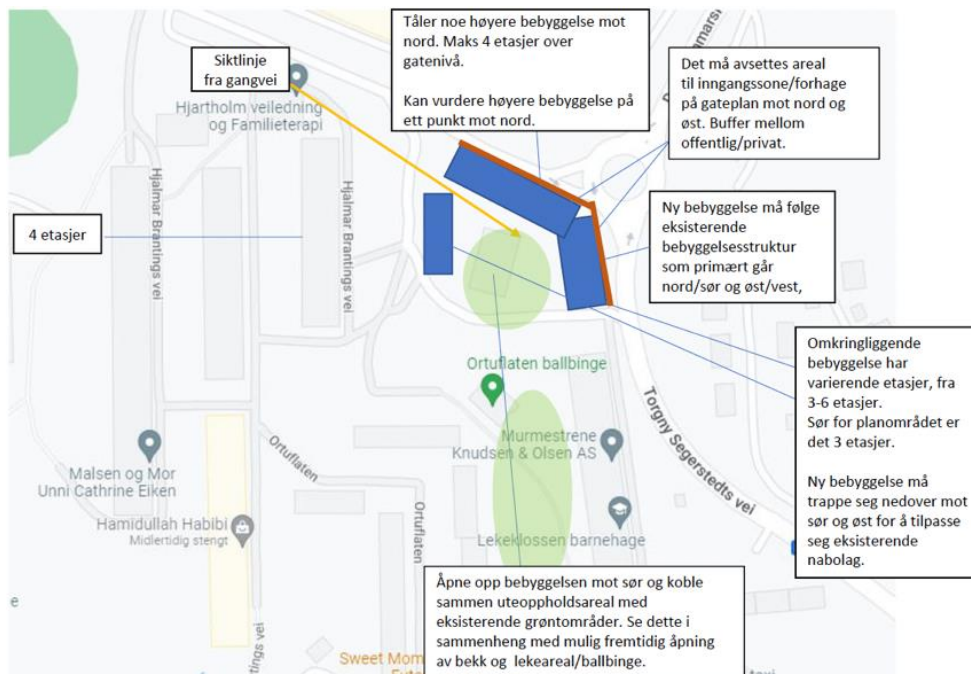 Tåler noe høyere bebyggelse mot
nord. Maks 4 etasjer over
gatenivå.
Kan vurdere høyere bebygelse på
ett punkt mot nord.
Siktlinje
fra gangvei
Det må avsettes areal
til inngangssone/forhage
på gateplan mot nord og
øst. Buffer mellom
offentlig/privat.
Hjartholm veiledning
og Familieterapi
Hjalmar Brantings vei
Hjalmar Brantings vei
4 etasjer
Ny bebyggelse må følge
eksisterende
bebyggelsesstruktur
som primært går
nord/sør og øst/vest,
Omkringliggende
bebyggelse har
varierende etasjer, fra
3-6 etasjer.
Sør for planområdet er
det 3 etasjer.
Ny bebyggelse må
trappe seg nedover mot
sør og øst for å tilpasse
seg eksisterende
nabolag.
Ortuflaten ballbinge
Murmestrene
Knudsen & Olsen AS
Torgny Segerstedts vei
Malsen og Mor
Unni Cathrine Eiken
Ortuflaten
Ortuflaten
Hamidullah Habibi
Midlertidig stengt
Lekeklossen barnehage
Åpne opp bebyggelsen mot sør og koble
sammen uteoppholdsareal med
eksisterende grøntområder. Se dette i
sammenheng med mulig fremtidig åpning
av bekk og lekeareal/ballbinge.
e
tings vei
Sweet Mom